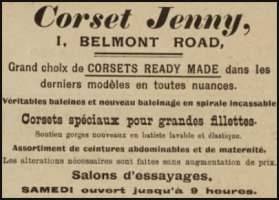 Corset Jenny,
1, BELMONT ROAD,
Grand choix de CORSETS READY MADE dans les
derniers modèles en toutes nuances.
Véritables baleines et nouveau baleinage en spirale incassable
Corsets spéciaux pour grandes fillettes.
Soutien gorges nouveaux en batiste lavable et élastique.
Assortiment de ceintures abdominables et de maternité.
Les alterations nécessaires sont faites sans augmentation de prix.
Salons d'essayages,
SAMEDI ouvert jusqu'à 9 heures.